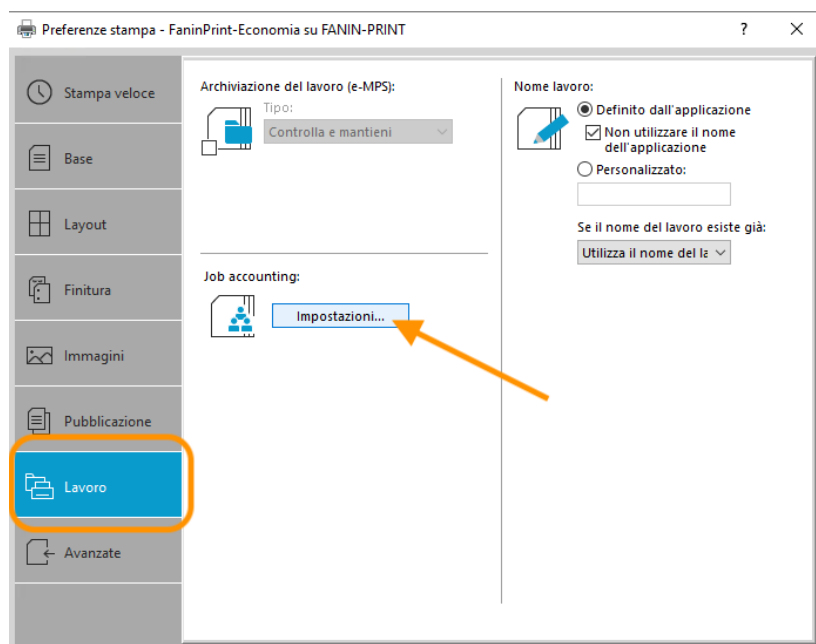 Preferenze stampa - FaninPrint-Economia su FANIN-PRINT
?
Stampa veloce
Base
Layout
Finitura
Immagini
Pubblicazione
Lavoro
Avanzate
Archiviazione del lavoro (e-MPS):
Tipo:
Controlla e mantieni
Job accounting:
Impostazioni...
Nome lavoro:
Definito dall'applicazione
Non utilizzare il nome
dell'applicazione
Personalizzato:
Se il nome del lavoro esiste già:
Utilizza il nome del la